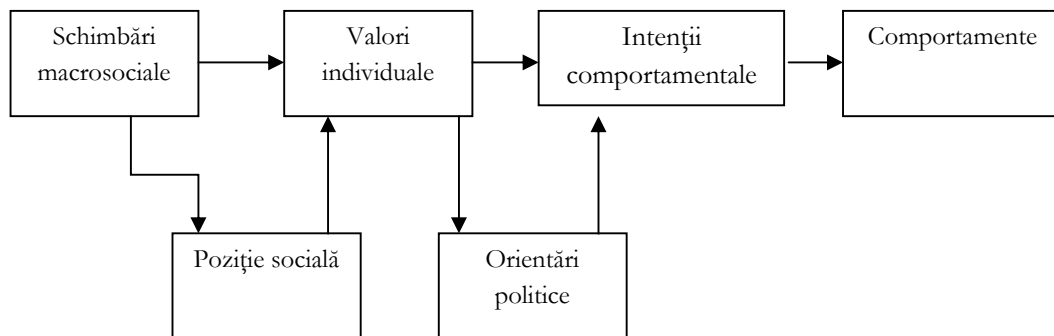 Schimbări
macrosociale
Valori
individuale
Intenţii
comportamentale
Comportamente
Poziţie socială
Orientări
politice